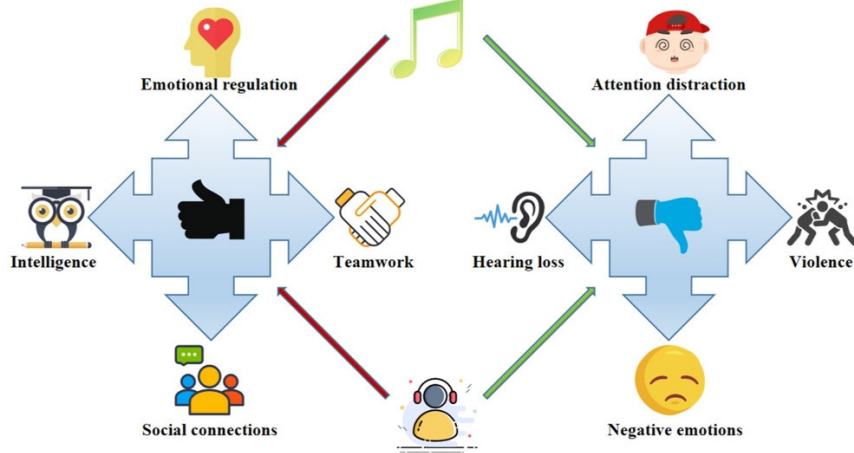 Emotional regulation
Attention distraction
Intelligence
Teamwork
Hearing loss
Violence
Social connections
Negative emotions